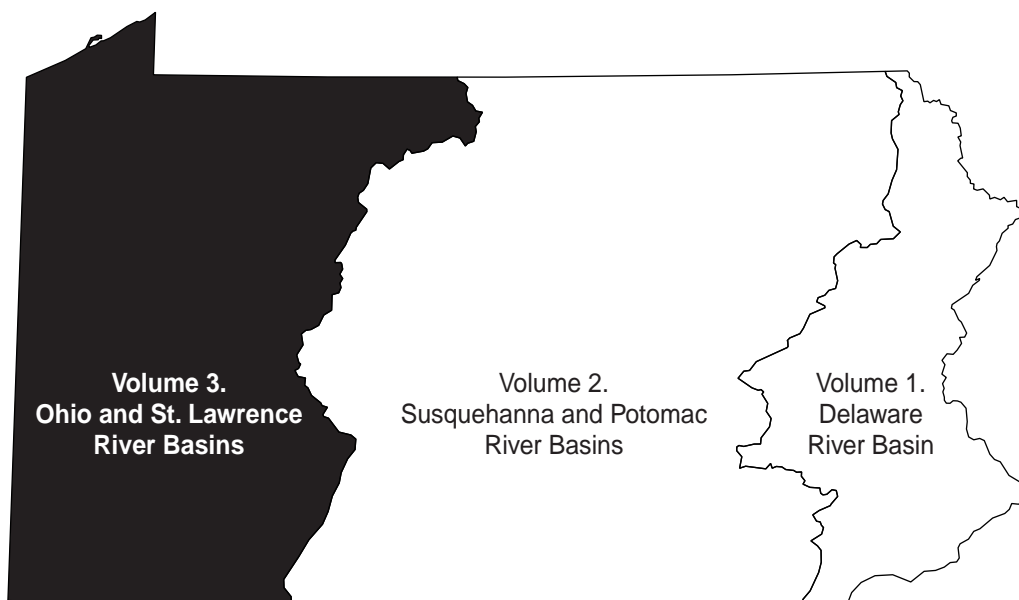 Volume 3.
Ohio and St. Lawrence
River Basins
Volume 2.
Susquehanna and Potomac
River Basins
Volume 1.
Delaware
River Basin